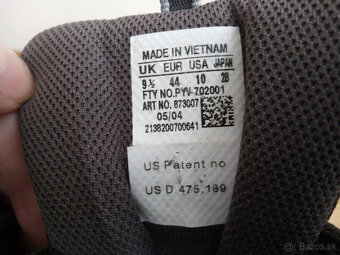 MADE IN VIETNAM
UK EUR USA JAPAN
9½ 44 10 28
FTY NO.PYV 702001
ART NO. 873007
05/04
2138200700641
US Patent no
US D 475,189
Bazos.sk